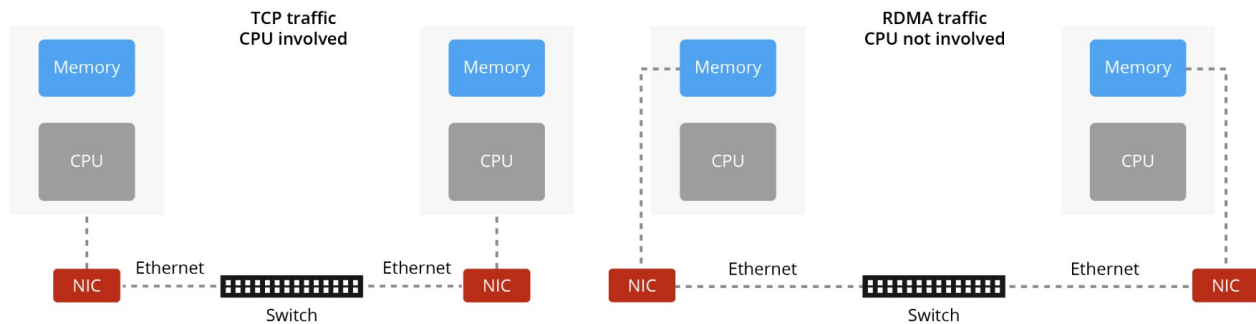 TCP traffic
CPU involved
Memory
CPU
Memory
CPU
NIC
Ethernet
Switch
Ethernet
NIC
RDMA traffic
CPU not involved
Memory
CPU
Memory
CPU
NIC
Ethernet
Switch
Ethernet
NIC